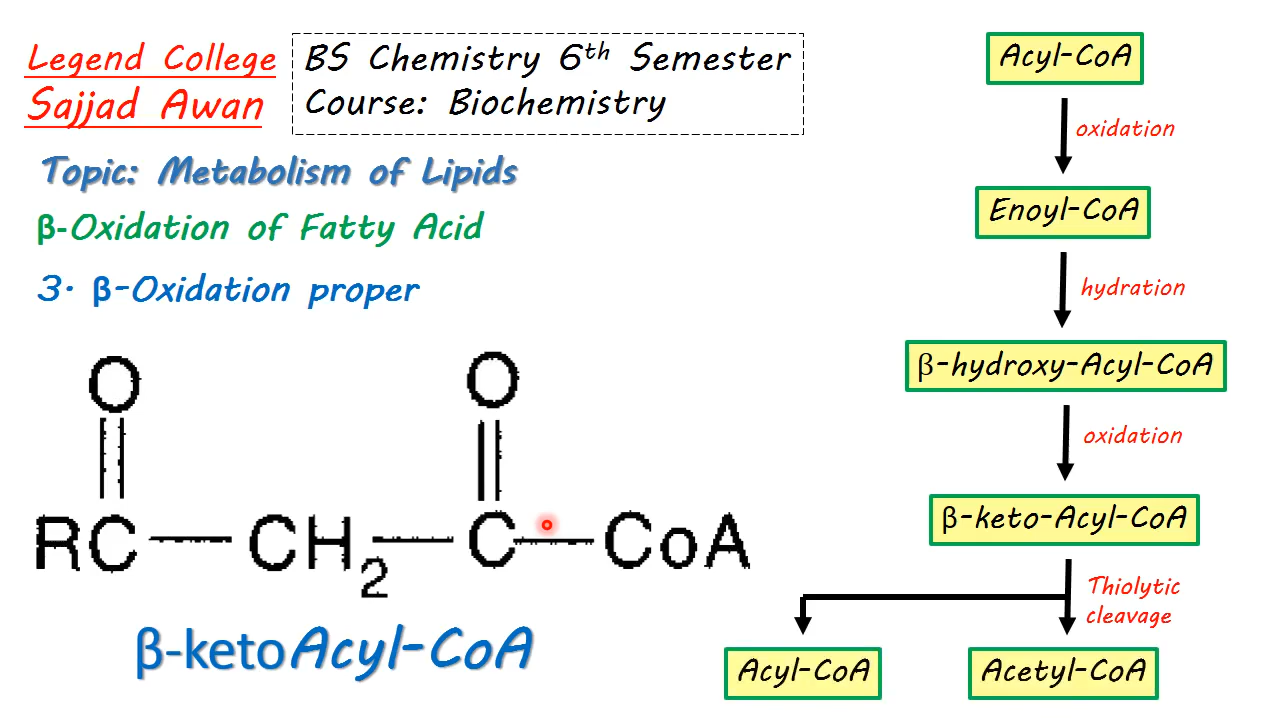 Legend College
Sajjad Awan
BS Chemistry 6th Semester
Course: Biochemistry
Topic: Metabolism of Lipids
β-Oxidation of Fatty Acid
3. β-Oxidation proper
O O
RC—CH2—C—CoA
β-ketoAcyl-CoA
Acyl-CoA
oxidation
Enoyl-CoA
hydration
β-hydroxy-Acyl-CoA
oxidation
β-keto-Acyl-CoA
Thiolytic
cleavage
Acyl-CoA
Acetyl-CoA